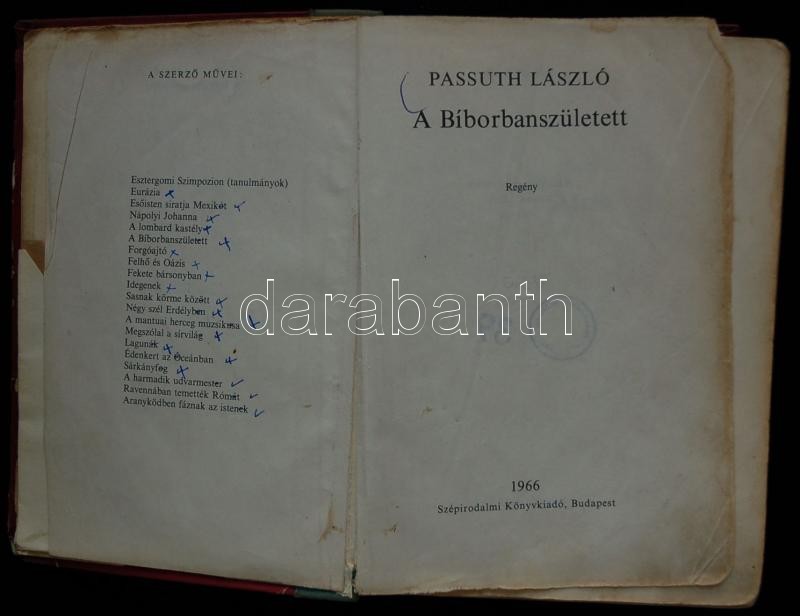 A SZERZŐ MŰVEI:
Esztergomi Szimpozion (tanulmányok)
Eurázia
Esőisten siratja Mexikót
Nápolyi Johanna
A lombard kastély
A Bíborbanszületett
Forgóajtó
Felhő és Oázis
Fekete bársonyban
Idegenek
Sasnak körme között
Négy szél Erdélyben
A mantuai herceg muzsikusa
Megszólal a sírvilág
Lagunák
Édenkert az Óceánban
Sárkányfog
A harmadik udvarmester
Ravennában temették Rómát
Aranyködben fáznak az istenek
PASSUTH LÁSZLÓ
A Bíborbanszületett
Regény
1966
Szépirodalmi Könyvkiadó, Budapest
darabanth